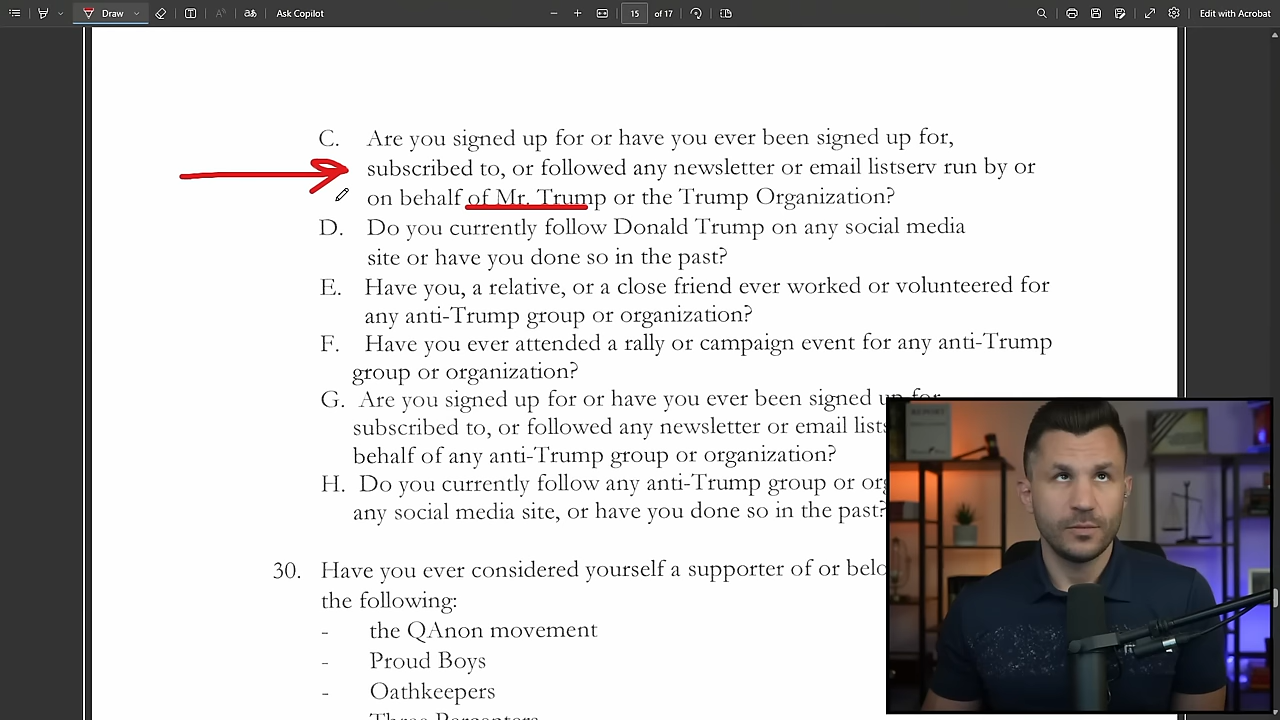 Draw
Ask Copilot
15 of 17
Edit with Acrobat
C. Are you signed up for or have you ever been signed up for,
subscribed to, or followed any newsletter or email listserv run by or
on behalf of Mr. Trump or the Trump Organization?
D. Do you currently follow Donald Trump on any social media
site or have you done so in the past?
E. Have you, a relative, or a close friend ever worked or volunteered for
any anti-Trump group or organization?
F. Have you ever attended a rally or campaign event for any anti-Trump
group or organization?
G. Are you signed up for or have you ever been signed up for
subscribed to, or followed any newsletter or email lists
behalf of any anti-Trump group or organization?
H. Do you currently follow any anti-Trump group or org
any social media site, or have you done so in the past?
30. Have you ever considered yourself a supporter of or belo
the following:
- the QAnon movement
- Proud Boys
- Oathkeepers
Three Percenters